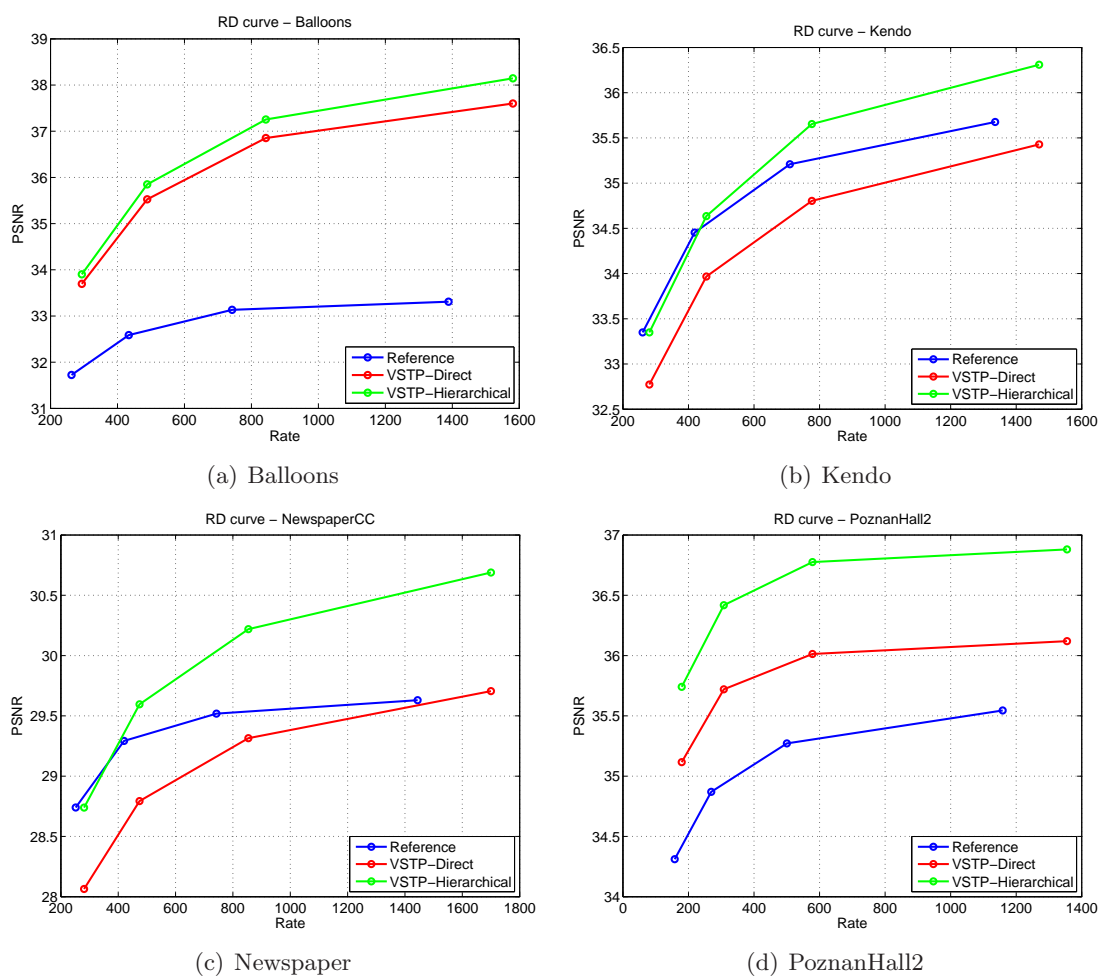 RD curve − Balloons
39
38
37
36
35
34
33
32
31
PSNR
200 400 600 800 1000 1200 1400 1600
Rate
Reference
VSTP−Direct
VSTP−Hierarchical
(a) Balloons
RD curve − Kendo
36.5
36
35.5
35
34.5
34
33.5
33
32.5
PSNR
200 400 600 800 1000 1200 1400 1600
Rate
Reference
VSTP−Direct
VSTP−Hierarchical
(b) Kendo
RD curve − NewspaperCC
31
30.5
30
29.5
29
28.5
28
PSNR
200 400 600 800 1000 1200 1400 1600 1800
Rate
Reference
VSTP−Direct
VSTP−Hierarchical
(c) Newspaper
RD curve − PoznanHall2
37
36.5
36
35.5
35
34.5
34
PSNR
0 200 400 600 800 1000 1200 1400
Rate
Reference
VSTP−Direct
VSTP−Hierarchical
(d) PoznanHall2